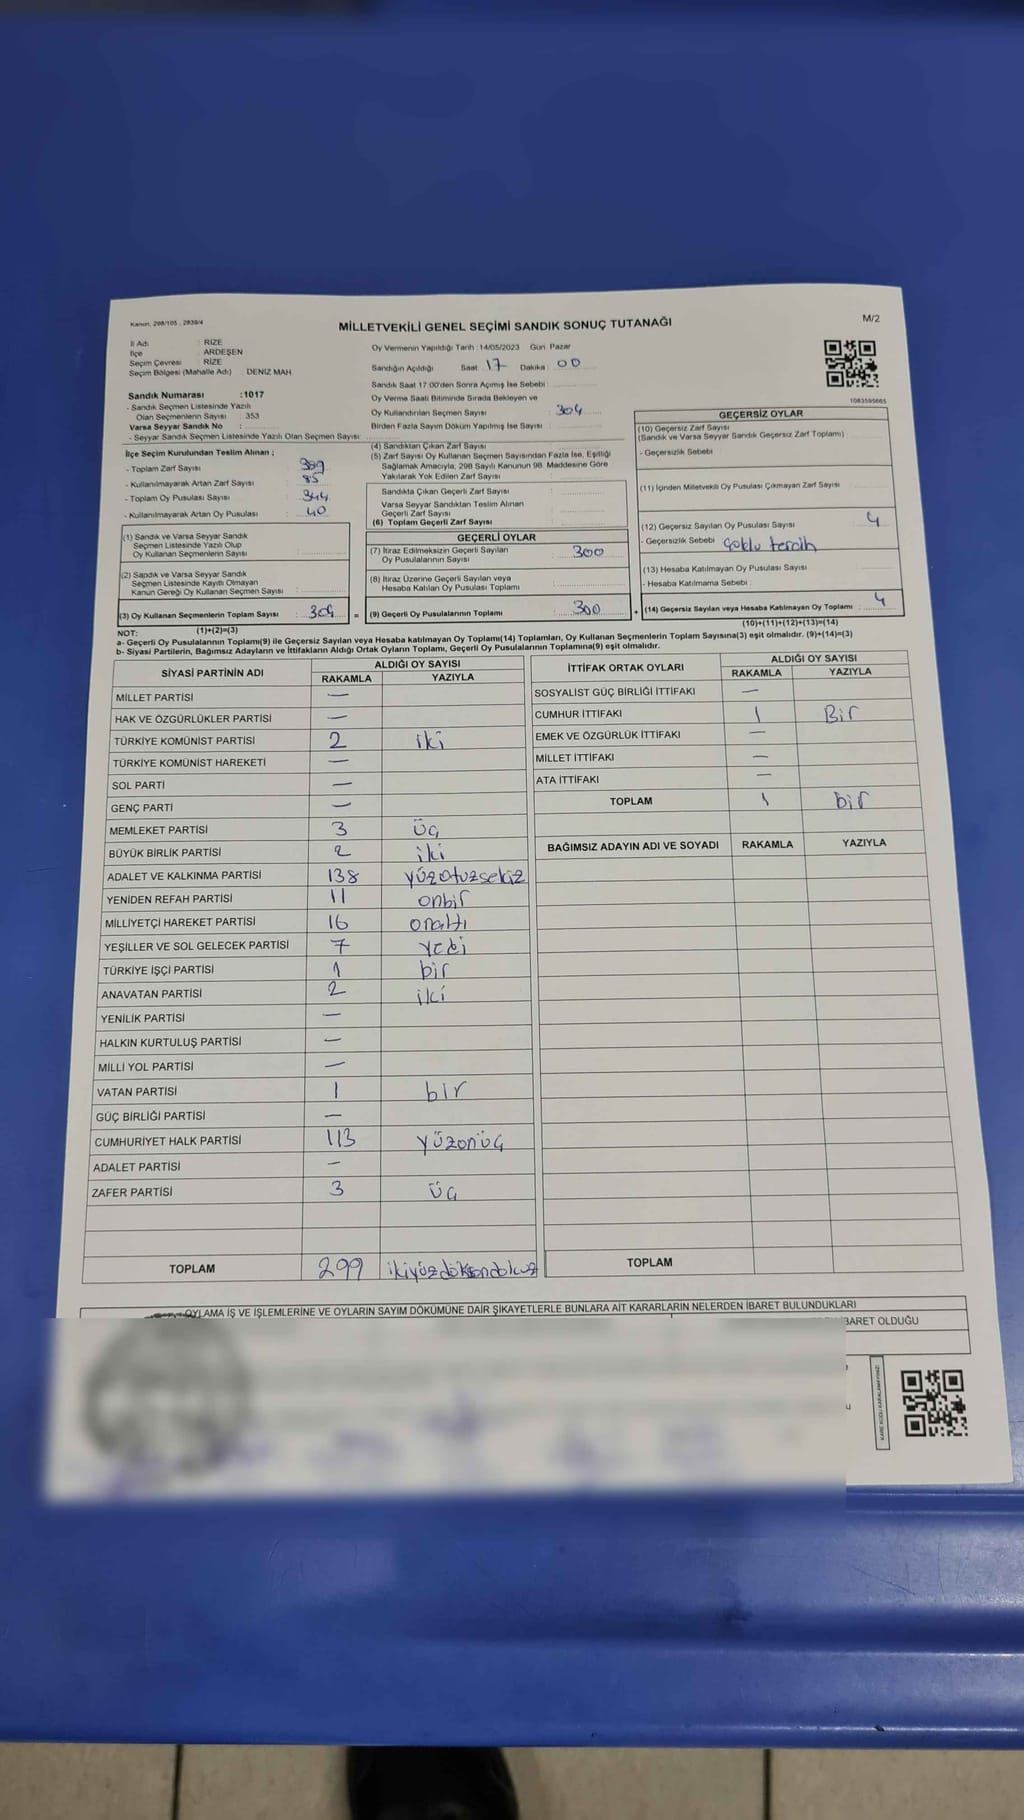 Kanun, 298/105 , 2839/4
MİLLETVEKİLİ GENEL SEÇİMİ SANDIK SONUÇ TUTANAĞI
M/2
İl Adı : RİZE
İlçe : ARDEŞEN
Seçim Çevresi : RİZE
Seçim Bölgesi (Mahalle Adı) : DENİZ MAH.
Sandık Numarası :1017
- Sandık Seçmen Listesinde Yazılı
Olan Seçmenlerin Sayısı : 353
Varsa Seyyar Sandık No :
- Seyyar Sandık Seçmen Listesinde Yazılı Olan Seçmen Sayısı:
Oy Vermenin Yapıldığı Tarih :14/05/2023 Gün: Pazar
Sandığın Açıldığı Saat 17 Dakika : 00
Sandık Saat 17:00'den Sonra Açımış İse Sebebi :
Oy Verme Saati Bitiminde Sırada Bekleyen ve
Oy Kullandırılan Seçmen Sayısı : 304
Birden Fazla Sayım Döküm Yapılmış İse Sayısı :
1083595665
İlçe Seçim Kurulundan Teslim Alınan ;
- Toplam Zarf Sayısı :
- Kullanılmayarak Artan Zarf Sayısı : 85
- Toplam Oy Pusulası Sayısı : 344
- Kullanılmayarak Artan Oy Pusulası : 40
(1) Sandık ve Varsa Seyyar Sandık
Seçmen Listesinde Yazılı Olup
Oy Kullanan Seçmenlerin Sayısı :
(2) Sandık ve Varsa Seyyar Sandık
Seçmen Listesinde Kayıtlı Olmayan
Kanun Gereği Oy Kullanan Seçmen Sayısı :
(3) Oy Kullanan Seçmenlerin Toplam Sayısı : 304 =
(1)+(2)=(3)
(4) Sandıktan Çıkan Zarf Sayısı :
(5) Zarf Sayısı Oy Kullanan Seçmen Sayısından Fazla İse, Eşitliği
Sağlamak Amacıyla, 298 Sayılı Kanunun 98. Maddesine Göre
Yakılarak Yok Edilen Zarf Sayısı :
Sandıkta Çıkan Geçerli Zarf Sayısı :
Varsa Seyyar Sandıktan Teslim Alınan
Geçerli Zarf Sayısı :
(6) Toplam Geçerli Zarf Sayısı :
GEÇERLİ OYLAR
(7) İtiraz Edilmeksizin Geçerli Sayılan
Oy Pusulalarının Sayısı : 300
(8) İtiraz Üzerine Geçerli Sayılan veya
Hesaba Katılan Oy Pusulası Toplamı :
(9) Geçerli Oy Pusulalarının Toplamı : 300 +
GEÇERSİZ OYLAR
(10) Geçersiz Zarf Sayısı
(Sandık ve Varsa Seyyar Sandık Geçersiz Zarf Toplamı) :
- Geçersizlik Sebebi :
(11) İçinden Milletvekili Oy Pusulası Çıkmayan Zarf Sayısı :
(12) Geçersiz Sayılan Oy Pusulası Sayısı : 4
- Geçersizlik Sebebi : çoklu tercih
(13) Hesaba Katılmayan Oy Pusulası Sayısı :
- Hesaba Katılmama Sebebi :
(14) Geçersiz Sayılan veya Hesaba Katılmayan Oy Toplamı : 4
(10)+(11)+(12)+(13)=(14)
NOT:
a- Geçerli Oy Pusulalarının Toplamı(9) ile Geçersiz Sayılan veya Hesaba katılmayan Oy Toplamı(14) Toplamları, Oy Kullanan Seçmenlerin Toplam Sayısına(3) eşit olmalıdır. (9)+(14)=(3)
b- Siyasi Partilerin, Bağımsız Adayların ve İttifakların Aldığı Ortak Oyların Toplamı, Geçerli Oy Pusulalarının Toplamına(9) eşit olmalıdır.
SİYASİ PARTİNİN ADI ALDIĞI OY SAYISI
RAKAMLA YAZIYLA
MİLLET PARTİSI —
HAK VE ÖZGÜRLÜKLER PARTİSİ —
TÜRKİYE KOMÜNİST PARTİSİ 2 iki
TÜRKİYE KOMÜNİST HAREKETİ —
SOL PARTİ —
GENÇ PARTİ —
MEMLEKET PARTİSİ 3 üç
BÜYÜK BİRLİK PARTİSİ 2 iki
ADALET VE KALKINMA PARTİSİ 138 yüzotuzsekiz
YENİDEN REFAH PARTİSİ 11 onbir
MİLLİYETÇİ HAREKET PARTİSİ 16 onaltı
YEŞİLLER VE SOL GELECEK PARTİSİ 7 yedi
TÜRKİYE İŞÇİ PARTİSİ 1 bir
ANAVATAN PARTİSİ 2 iki
YENİLİK PARTİSİ —
HALKIN KURTULUŞ PARTİSİ —
MİLLİ YOL PARTİSİ —
VATAN PARTİSİ 1 bir
GÜÇ BİRLİĞİ PARTİSİ —
CUMHURİYET HALK PARTİSİ 113 yüzonüç
ADALET PARTİSİ —
ZAFER PARTİSİ 3 üç
TOPLAM 299 ikiyüzdoksandokuz
İTTİFAK ORTAK OYLARI ALDIĞI OY SAYISI
RAKAMLA YAZIYLA
SOSYALİST GÜÇ BİRLİĞİ İTTİFAKI —
CUMHUR İTTİFAKI 1 Bir
EMEK VE ÖZGÜRLÜK İTTİFAKI —
MİLLET İTTİFAKI —
ATA İTTİFAKI —
TOPLAM 1 bir
BAĞIMSIZ ADAYIN ADI VE SOYADI RAKAMLA YAZIYLA
TOPLAM
OYLAMA İŞ VE İŞLEMLERİNE VE OYLARIN SAYIM DÖKÜMÜNE DAİR ŞİKAYETLERLE BUNLARA AİT KARARLARIN NELERDEN İBARET BULUNDUKLARI
İBARET OLDUĞU